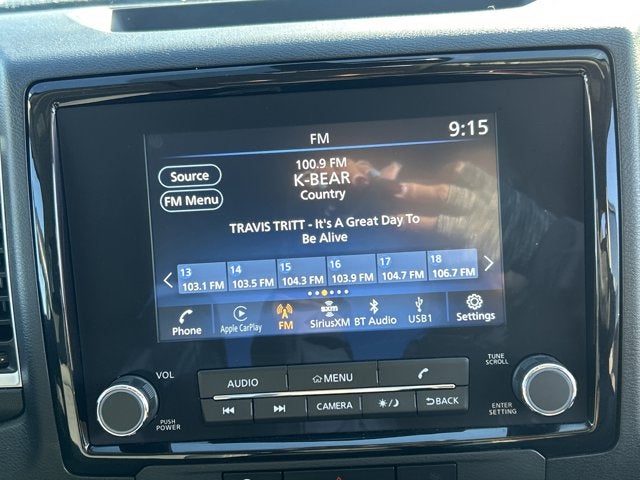 FM
9:15
Source
100.9 FM
K-BEAR
FM Menu
Country
TRAVIS TRITT - It's A Great Day To
Be Alive
13 14 15 16 17 18
103.1 FM 103.5 FM 104.3 FM 103.9 FM 104.7 FM 106.7 FM
Phone Apple CarPlay FM SXM SiriusXM BT Audio USB1 Settings
VOL
AUDIO MENU
TUNE
SCROLL
CAMERA BACK
PUSH
POWER
ENTER
SETTING